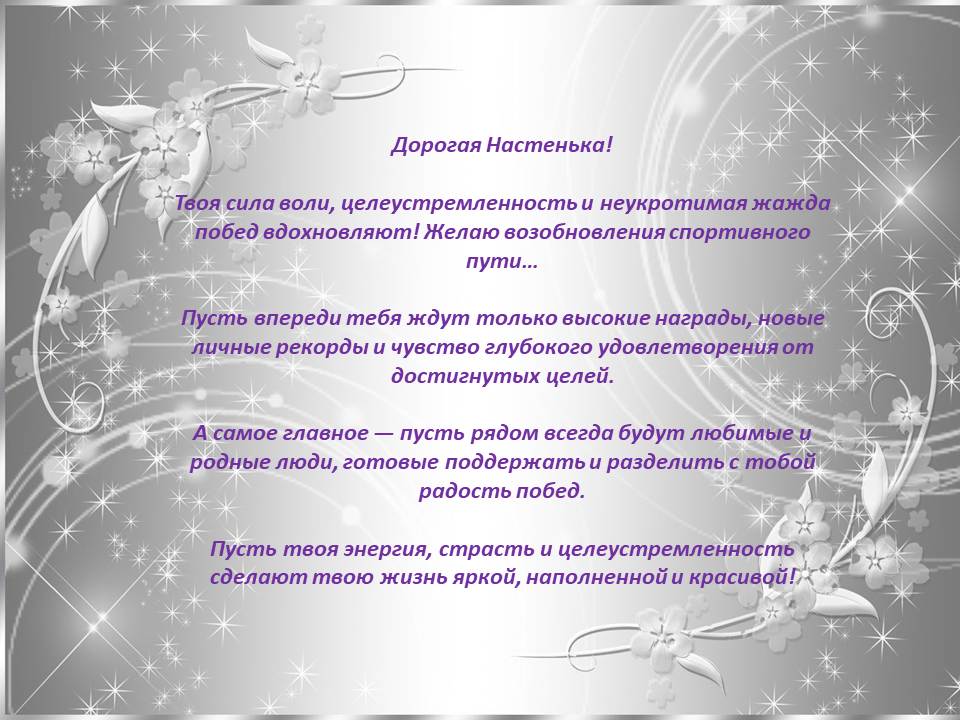 Дорогая Настенька!
Твоя сила воли, целеустремленность и неукротимая жажда
побед вдохновляют! Желаю возобновления спортивного
пути...
Пусть впереди тебя ждут только высокие награды, новые
личные рекорды и чувство глубокого удовлетворения от
достигнутых целей.
А самое главное — пусть рядом всегда будут любимые и
родные люди, готовые поддержать и разделить с тобой
радость побед.
Пусть твоя энергия, страсть и целеустремленность
сделают твою жизнь яркой, наполненной и красивой!